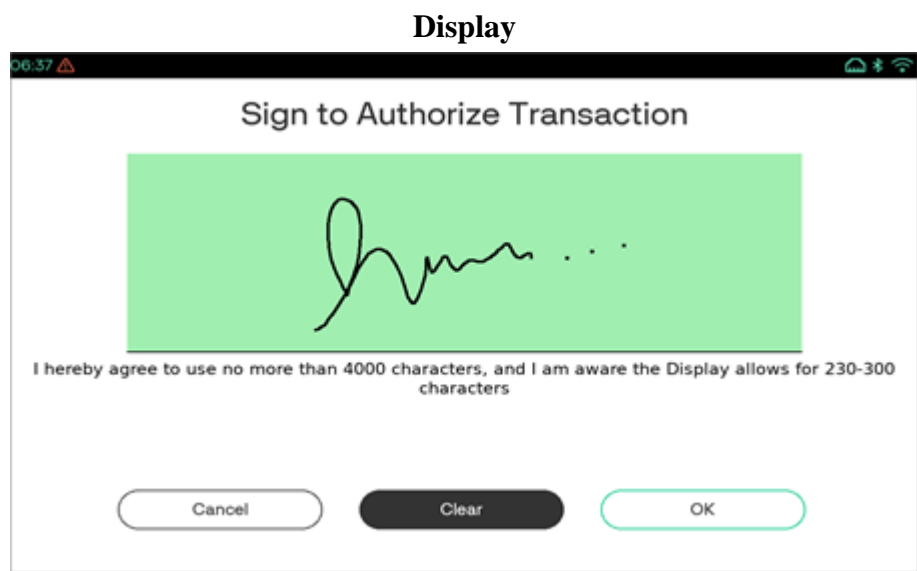 Display
06:37
Sign to Authorize Transaction
I hereby agree to use no more than 4000 characters, and I am aware the Display allows for 230-300
characters
Cancel Clear OK